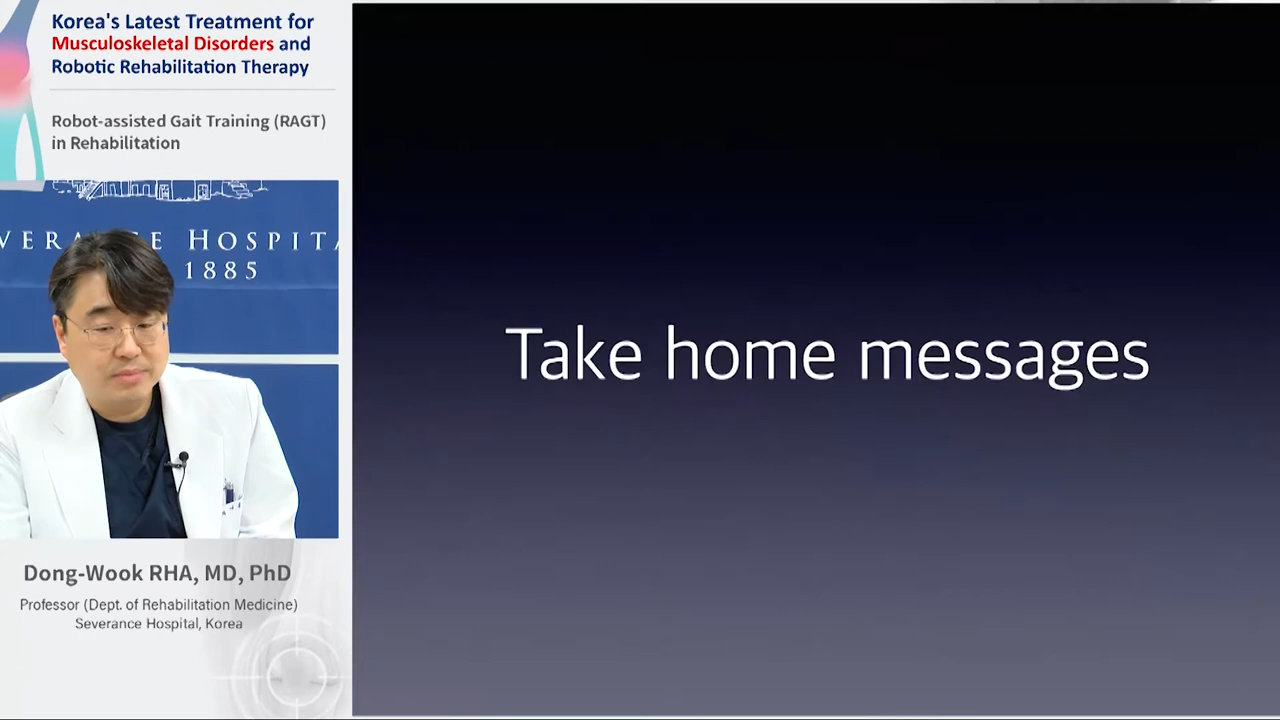 Korea's Latest Treatment for
Musculoskeletal Disorders and
Robotic Rehabilitation Therapy
Robot-assisted Gait Training (RAGT)
in Rehabilitation
HOSPITA
1885
Dong-Wook RHA, MD, PhD
Professor (Dept. of Rehabilitation Medicine)
Severance Hospital, Korea
Take home messages